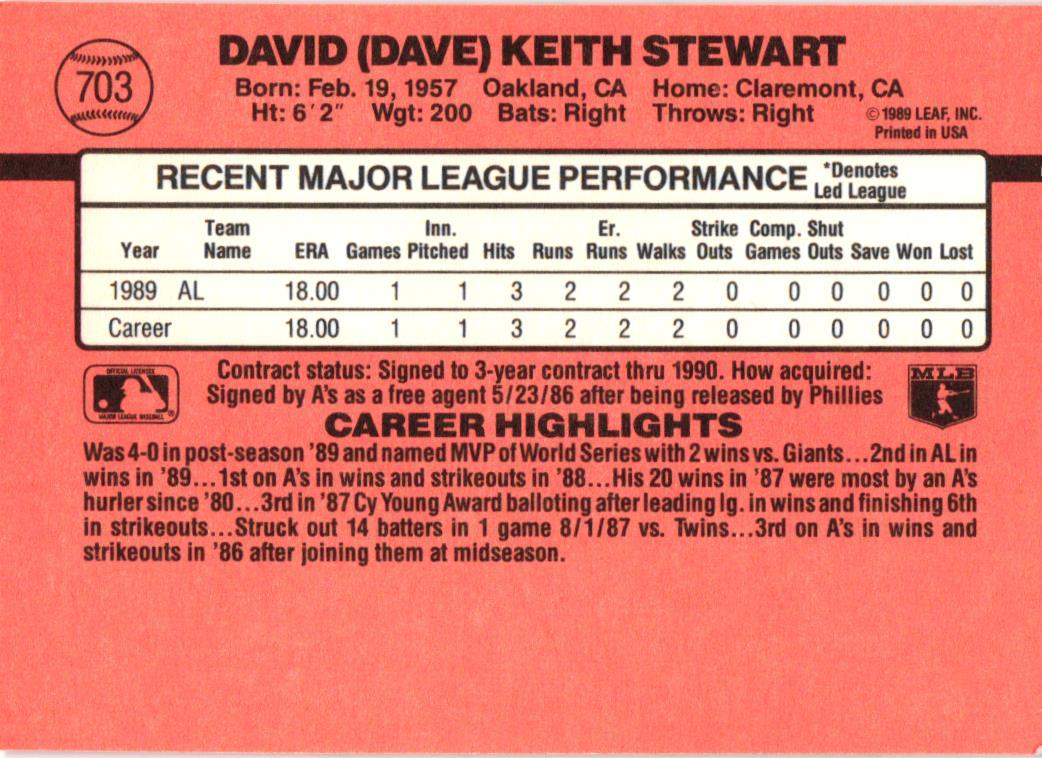 703
DAVID (DAVE) KEITH STEWART
Born: Feb. 19, 1957 Oakland, CA Home: Claremont, CA
Ht: 6'2" Wgt: 200 Bats: Right Throws: Right
©1989 LEAF, INC.
Printed in USA
RECENT MAJOR LEAGUE PERFORMANCE *Denotes
Led League
Team Inn. Er. Strike Comp. Shut
Year Name ERA Games Pitched Hits Runs Runs Walks Outs Games Outs Save Won Lost
1989 AL 18.00 1 1 3 2 2 2 0 0 0 0 0 0
Career 18.00 1 1 3 2 2 2 0 0 0 0 0 0
OFFICIAL LICENSEE
MAJOR LEAGUE BASEBALL ®
Contract status: Signed to 3-year contract thru 1990. How acquired:
Signed by A's as a free agent 5/23/86 after being released by Phillies
MLB
CAREER HIGHLIGHTS
Was 4-0 in post-season '89 and named MVP of World Series with 2 wins vs. Giants...2nd in AL in
wins in '89...1st on A's in wins and strikeouts in '88...His 20 wins in '87 were most by an A's
hurler since '80...3rd in '87 Cy Young Award balloting after leading lg. in wins and finishing 6th
in strikeouts...Struck out 14 batters in 1 game 8/1/87 vs. Twins...3rd on A's in wins and
strikeouts in '86 after joining them at midseason.